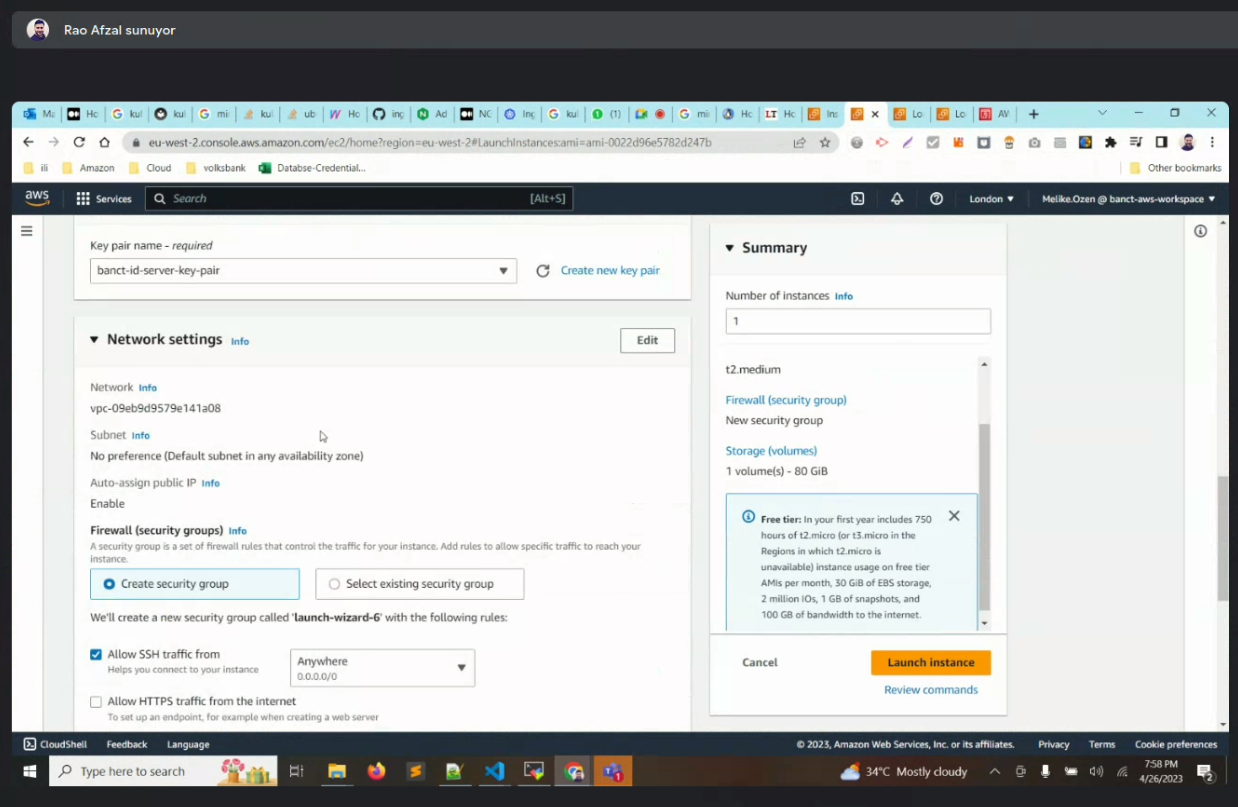 Rao Afzal sunuyor
Ma Ho kul kul mi kul ub Ho ing Ad NC Ing kul (1) mi Ho LT Ho Ins Lo Lo AV
eu-west-2.console.aws.amazon.com/ec2/home?region=eu-west-2#LaunchInstances:ami=ami-0022d96e5782d247b
ili Amazon Cloud volksbank Databse-Credential... Other bookmarks
aws Services Search [Alt+S] London Melike.Ozen @ banct-aws-workspace
Key pair name - required
banct-id-server-key-pair
Create new key pair
Network settings Info
Edit
Network Info
vpc-09eb9d9579e141a08
Subnet Info
No preference (Default subnet in any availability zone)
Auto-assign public IP Info
Enable
Firewall (security groups) Info
A security group is a set of firewall rules that control the traffic for your instance. Add rules to allow specific traffic to reach your
instance.
Create security group
Select existing security group
We'll create a new security group called 'launch-wizard-6' with the following rules:
Allow SSH traffic from
Helps you connect to your instance
Anywhere
0.0.0.0/0
Allow HTTPS traffic from the internet
To set up an endpoint, for example when creating a web server
Summary
Number of instances Info
1
t2.medium
Firewall (security group)
New security group
Storage (volumes)
1 volume(s) - 80 GiB
Free tier: In your first year includes 750
hours of t2.micro (or t3.micro in the
Regions in which t2.micro is
unavailable) instance usage on free tier
AMIs per month, 30 GiB of EBS storage,
2 million IOs, 1 GB of snapshots, and
100 GB of bandwidth to the internet.
Cancel
Launch instance
Review commands
CloudShell Feedback Language © 2023, Amazon Web Services, Inc. or its affiliates. Privacy Terms Cookie preferences
Type here to search
34°C Mostly cloudy
7:58 PM
4/26/2023
2